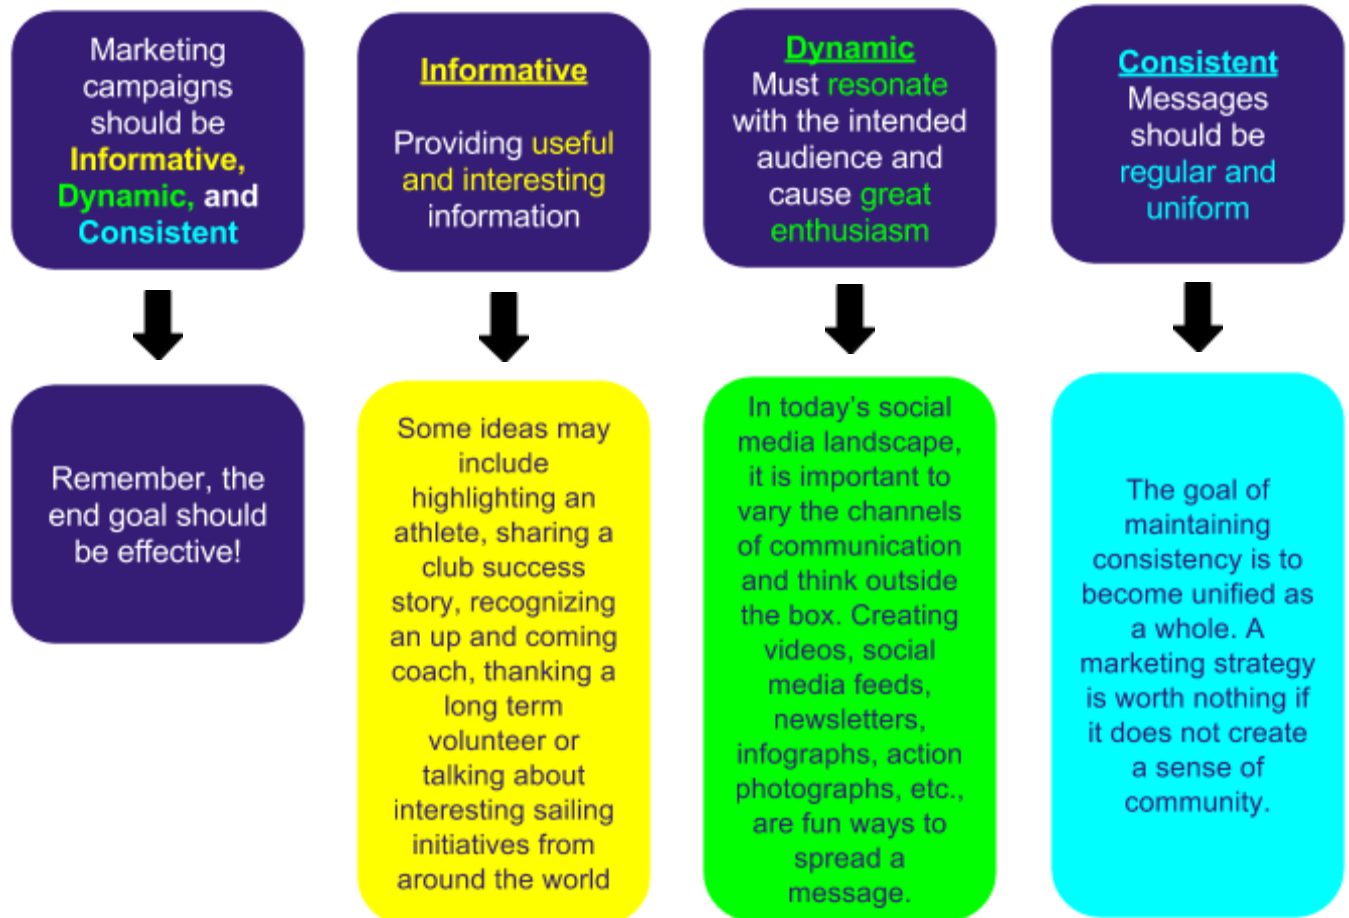 Marketing
campaigns
should be
Informative,
Dynamic, and
Consistent
Remember, the
end goal should
be effective!
Informative
Providing useful
and interesting
information
Some ideas may
include
highlighting an
athlete, sharing a
club success
story, recognizing
an up and coming
coach, thanking a
long term
volunteer or
talking about
interesting sailing
initiatives from
around the world
Dynamic
Must resonate
with the intended
audience and
cause great
enthusiasm
In today's social
media landscape,
it is important to
vary the channels
of communication
and think outside
the box. Creating
videos, social
media feeds,
newsletters,
infographs, action
photographs, etc.,
are fun ways to
spread a
message.
Consistent
Messages
should be
regular and
uniform
The goal of
maintaining
consistency is to
become unified as
a whole. A
marketing strategy
is worth nothing if
it does not create
a sense of
community.